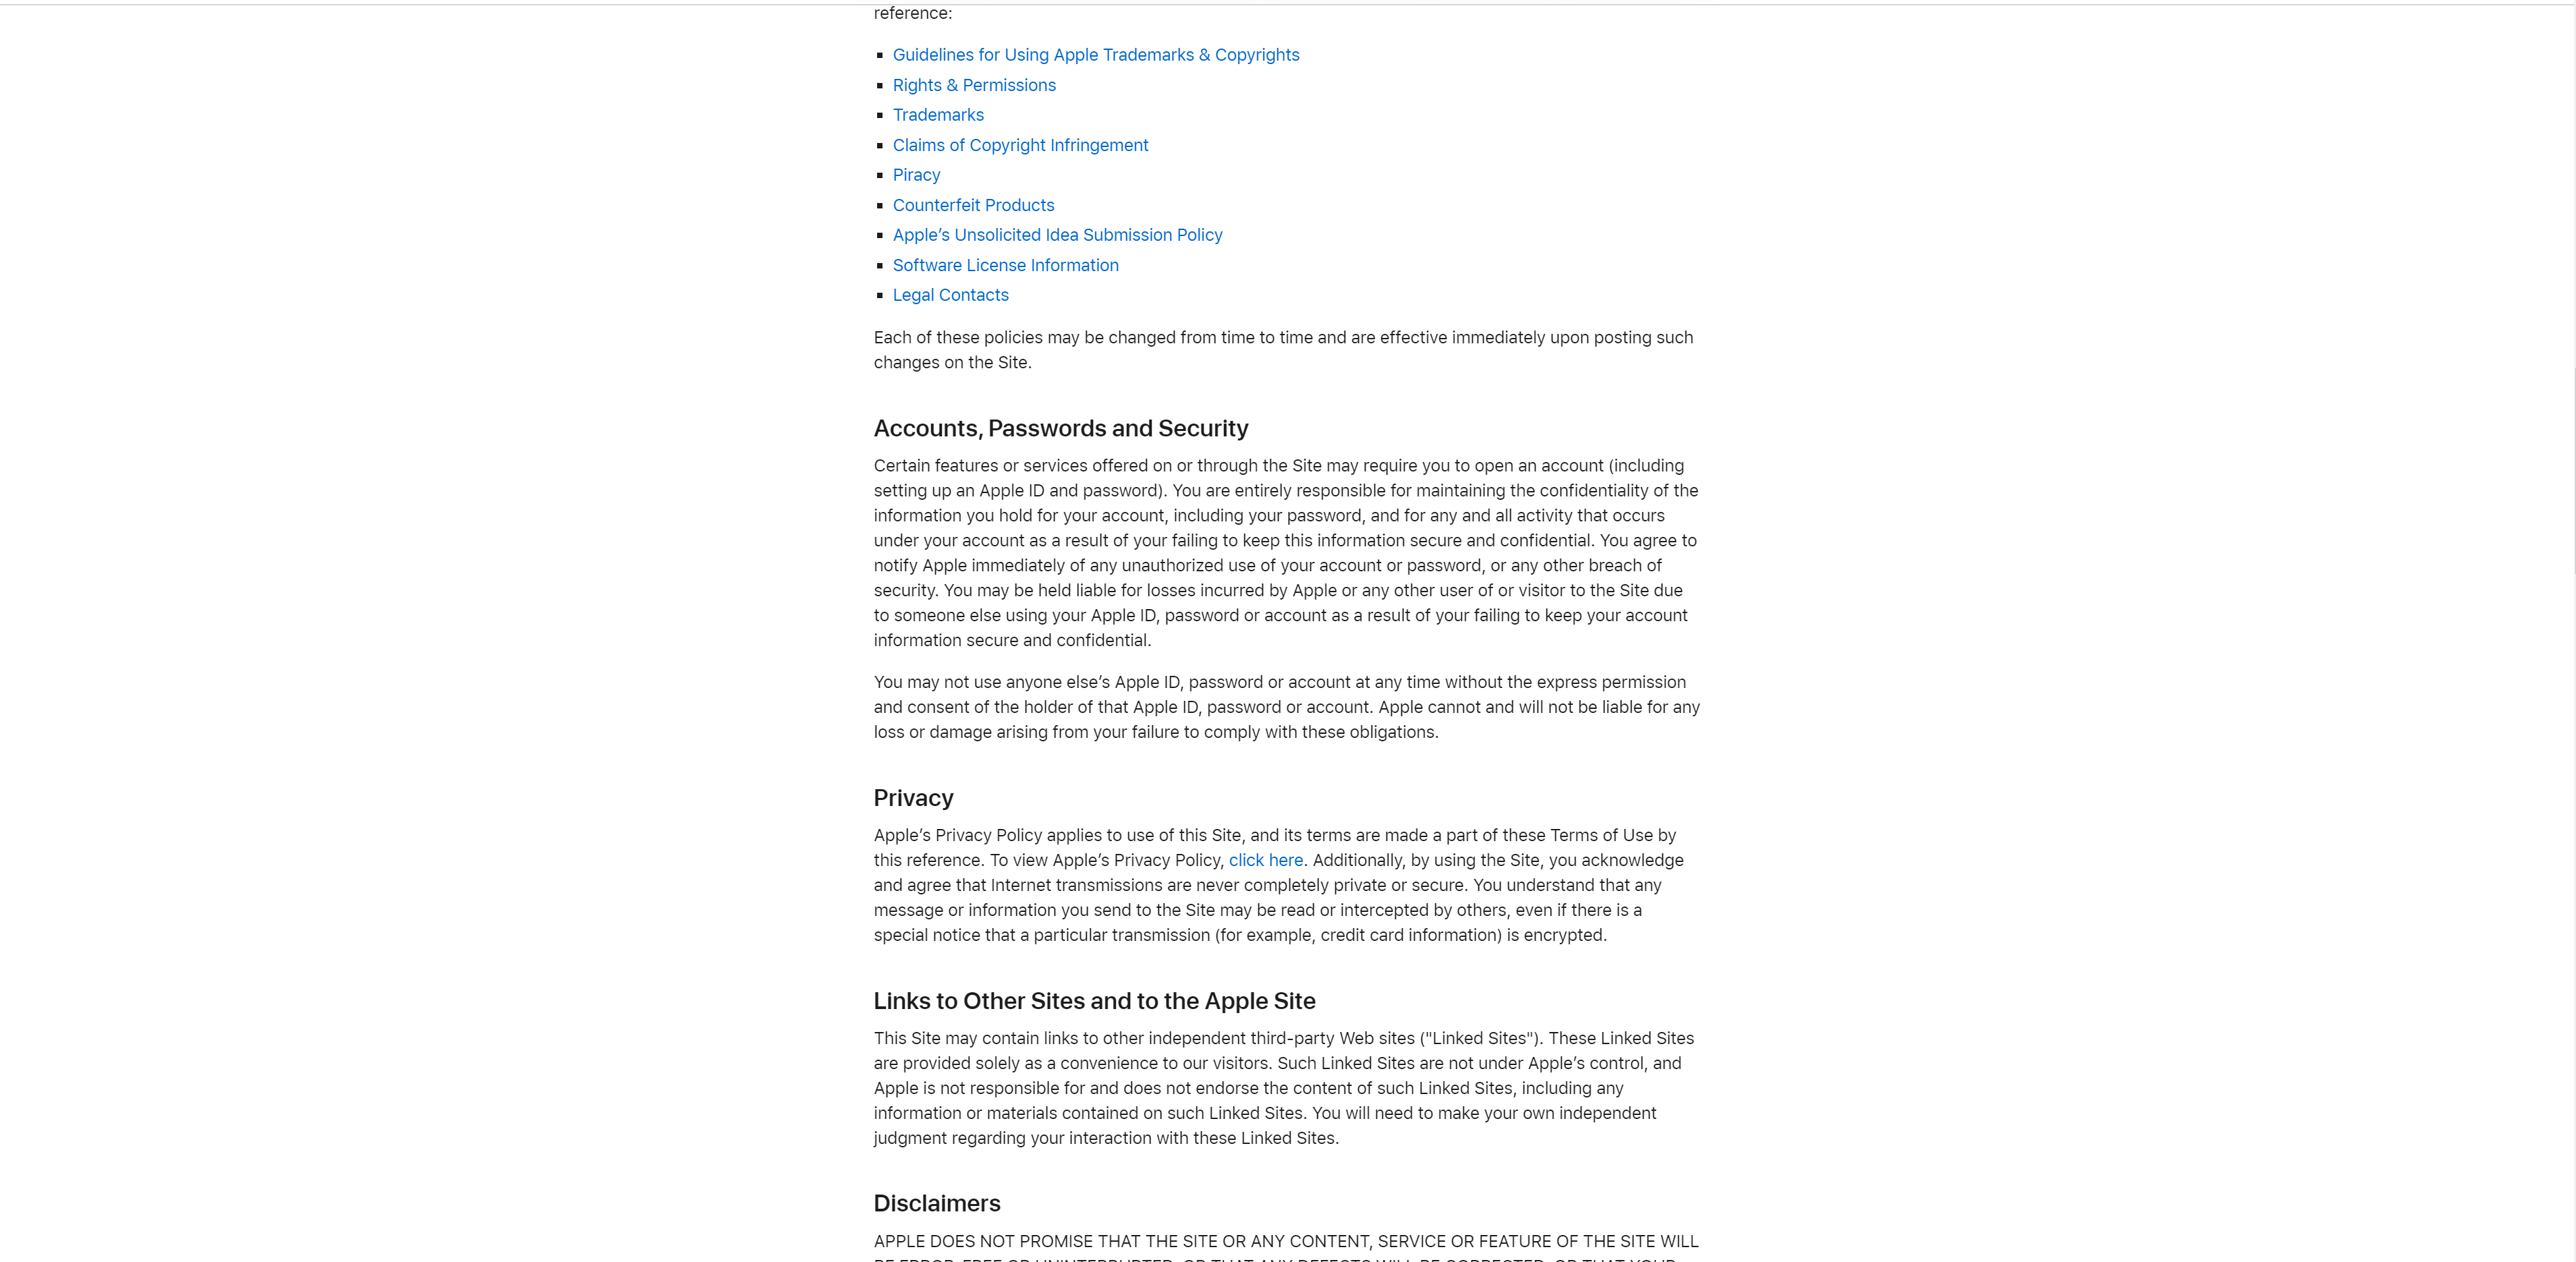 reference:
Guidelines for Using Apple Trademarks & Copyrights
Rights & Permissions
Trademarks
Claims of Copyright Infringement
Piracy
Counterfeit Products
Apple’s Unsolicited Idea Submission Policy
Software License Information
Legal Contacts
Each of these policies may be changed from time to time and are effective immediately upon posting such
changes on the Site.
Accounts, Passwords and Security
Certain features or services offered on or through the Site may require you to open an account (including
setting up an Apple ID and password). You are entirely responsible for maintaining the confidentiality of the
information you hold for your account, including your password, and for any and all activity that occurs
under your account as a result of your failing to keep this information secure and confidential. You agree to
notify Apple immediately of any unauthorized use of your account or password, or any other breach of
security. You may be held liable for losses incurred by Apple or any other user of or visitor to the Site due
to someone else using your Apple ID, password or account as a result of your failing to keep your account
information secure and confidential.
You may not use anyone else’s Apple ID, password or account at any time without the express permission
and consent of the holder of that Apple ID, password or account. Apple cannot and will not be liable for any
loss or damage arising from your failure to comply with these obligations.
Privacy
Apple’s Privacy Policy applies to use of this Site, and its terms are made a part of these Terms of Use by
this reference. To view Apple’s Privacy Policy, click here. Additionally, by using the Site, you acknowledge
and agree that Internet transmissions are never completely private or secure. You understand that any
message or information you send to the Site may be read or intercepted by others, even if there is a
special notice that a particular transmission (for example, credit card information) is encrypted.
Links to Other Sites and to the Apple Site
This Site may contain links to other independent third-party Web sites ("Linked Sites"). These Linked Sites
are provided solely as a convenience to our visitors. Such Linked Sites are not under Apple’s control, and
Apple is not responsible for and does not endorse the content of such Linked Sites, including any
information or materials contained on such Linked Sites. You will need to make your own independent
judgment regarding your interaction with these Linked Sites.
Disclaimers
APPLE DOES NOT PROMISE THAT THE SITE OR ANY CONTENT, SERVICE OR FEATURE OF THE SITE WILL